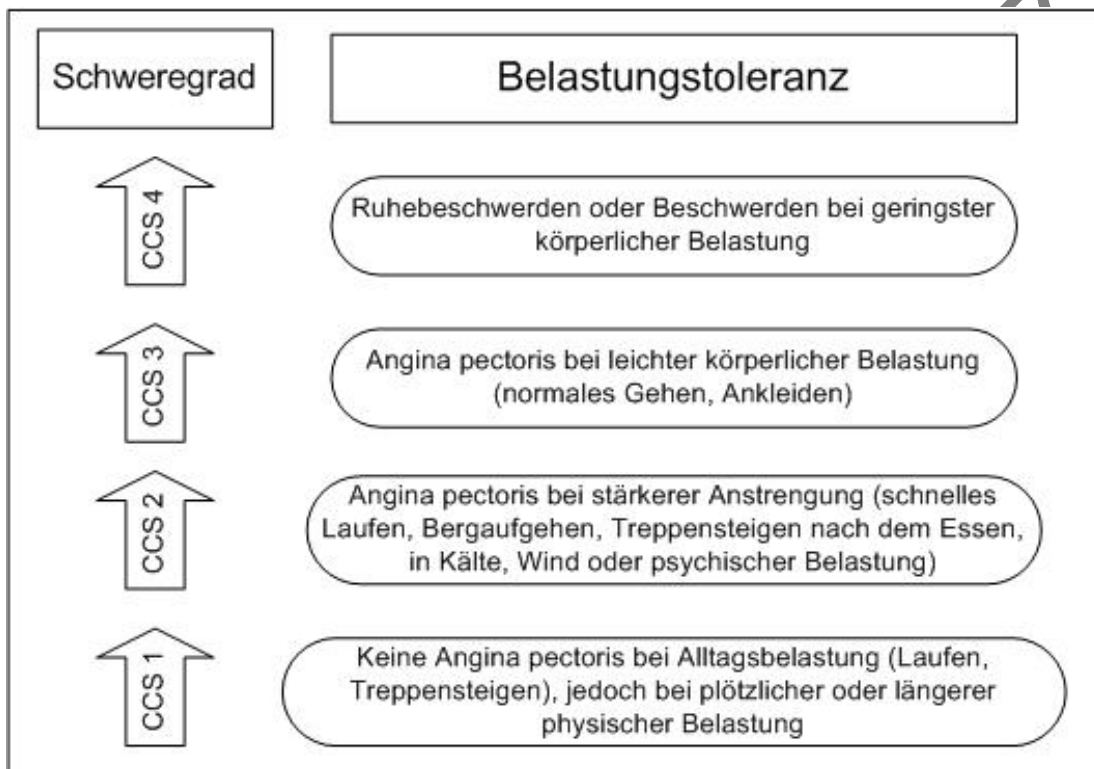 Schweregrad
Belastungstoleranz
CCS 4
Ruhebeschwerden oder Beschwerden bei geringster
körperlicher Belastung
CCS 3
Angina pectoris bei leichter körperlicher Belastung
(normales Gehen, Ankleiden)
CCS 2
Angina pectoris bei stärkerer Anstrengung (schnelles
Laufen, Bergaufgehen, Treppensteigen nach dem Essen,
in Kälte, Wind oder psychischer Belastung)
CCS 1
Keine Angina pectoris bei Alltagsbelastung (Laufen,
Treppensteigen), jedoch bei plötzlicher oder längerer
physischer Belastung